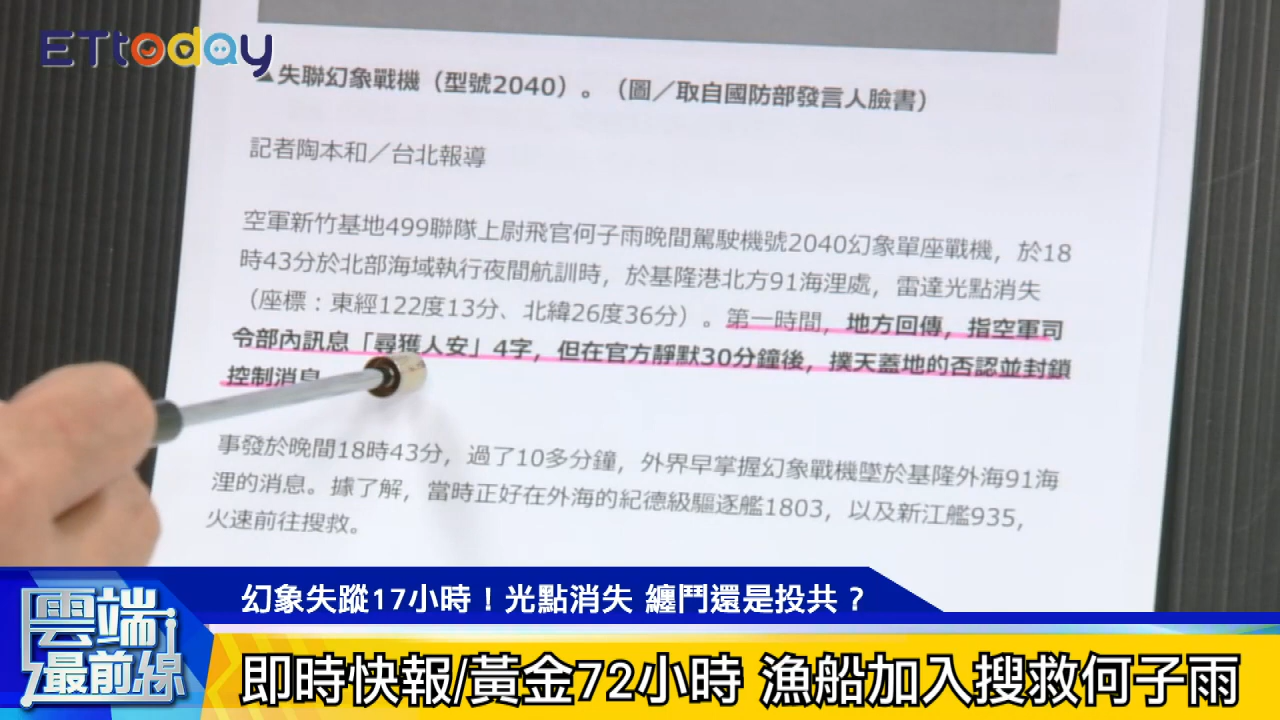 ETtoday
▲失聯幻象戰機（型號2040）。（圖／取自國防部發言人臉書）
記者陶本和／台北報導
空軍新竹基地499聯隊上尉飛官何子雨晚間駕駛機號2040幻象單座戰機，於18
時43分於北部海域執行夜間航訓時，於基隆港北方91海浬處，雷達光點消失
（座標：東經122度13分、北緯26度36分）。第一時間，地方回傳，指空軍司
令部內訊息「尋獲人安」4字，但在官方靜默30分鐘後，撲天蓋地的否認並封鎖
控制消息
事發於晚間18時43分，過了10多分鐘，外界早掌握幻象戰機墜於基隆外海91海
浬的消息。據了解，當時正好在外海的紀德級驅逐艦1803，以及新江艦935，
火速前往搜救。
幻象失蹤17小時！光點消失 纏鬥還是投共？
雲端
最前線
即時快報/黃金72小時 漁船加入搜救何子雨